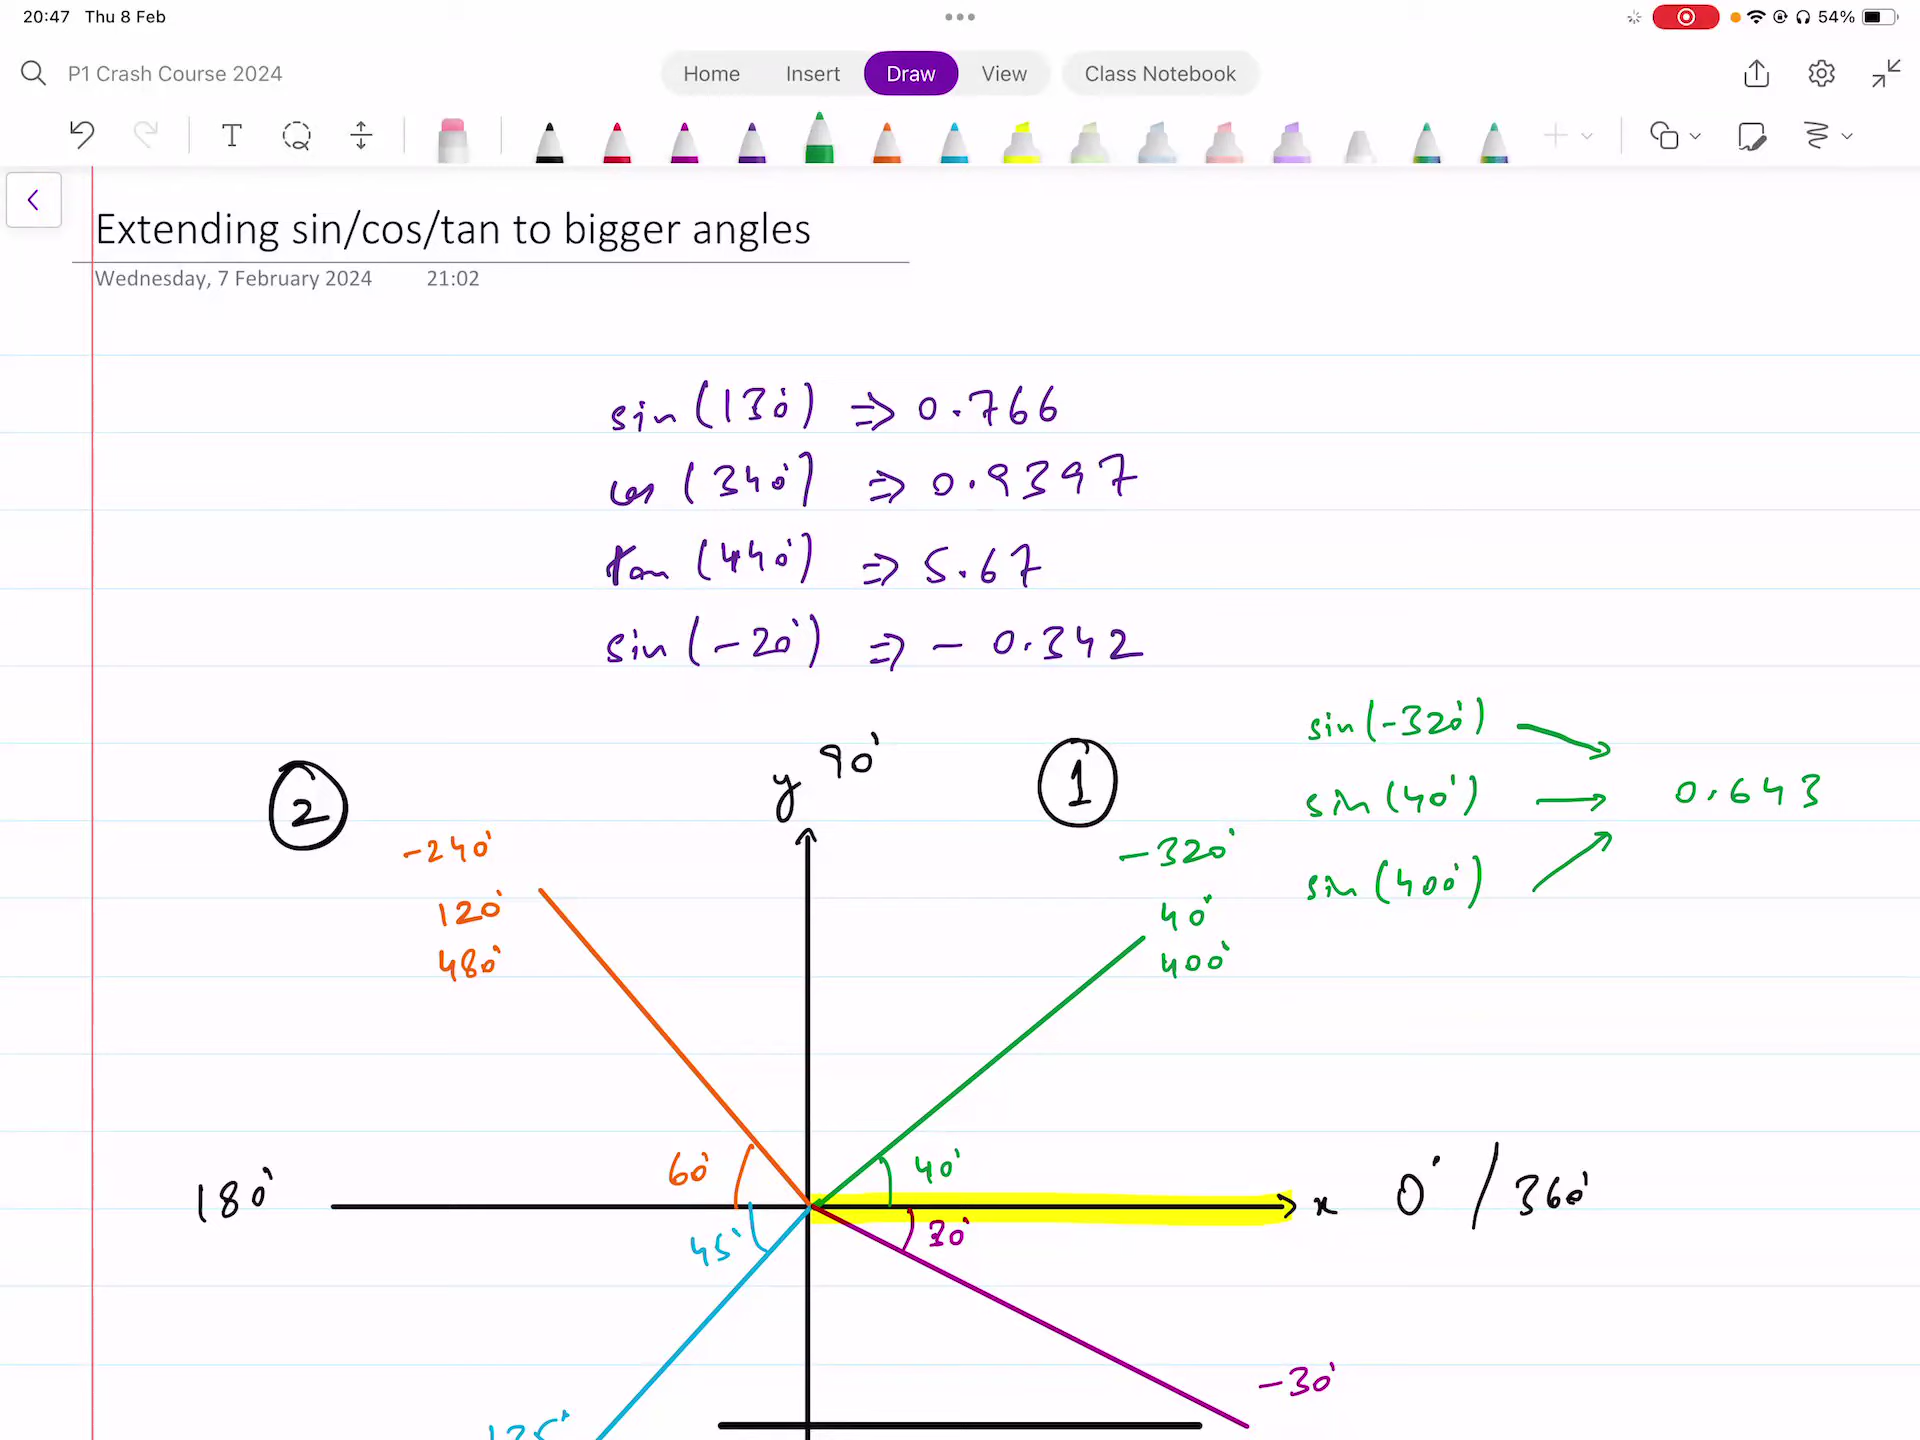 20:47 Thu 8 Feb 54%
P1 Crash Course 2024 Home Insert Draw View Class Notebook
T
Extending sin/cos/tan to bigger angles
Wednesday, 7 February 2024 21:02
sin(130°) ⇒ 0.766
cos(340°) ⇒ 0.9397
tan(440°) ⇒ 5.67
sin(-20°) ⇒ - 0.342
sin(-320°)
sin(40°) → 0.643
sin(400°)
2
y 90°
1
-240°
120°
480°
-320°
40°
400°
60°
40°
180°
x 0° / 360°
45°
30°
-30°